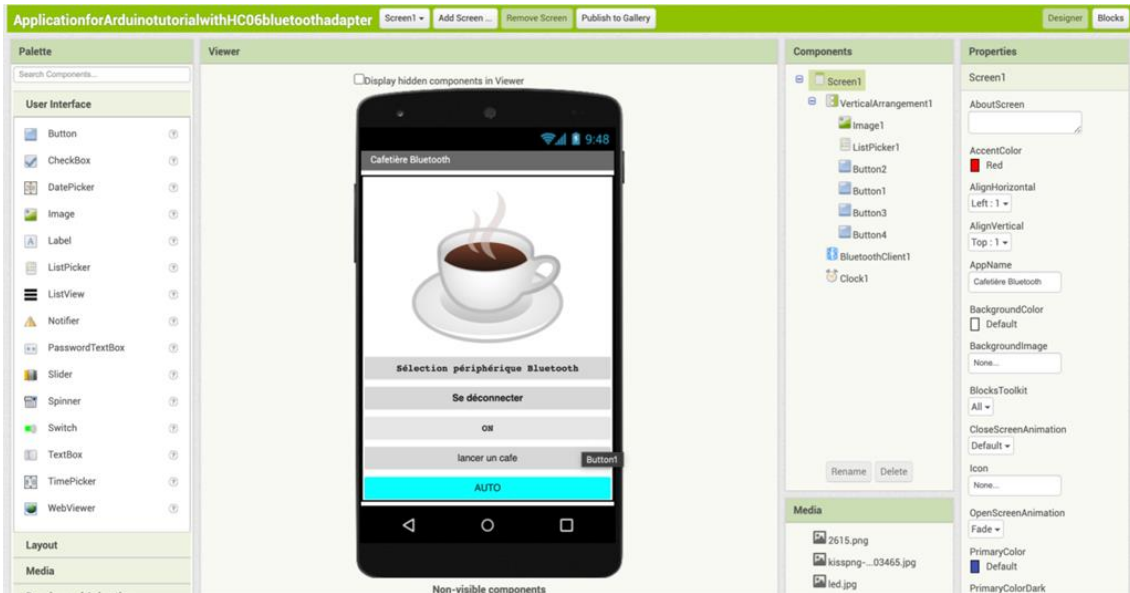 ApplicationforArduinotutorialwithHC06bluetoothadapter Screen1 Add Screen ... Remove Screen Publish to Gallery Designer Blocks
Palette
Search Components...
User Interface
Button
CheckBox
DatePicker
Image
Label
ListPicker
ListView
Notifier
PasswordTextBox
Slider
Spinner
Switch
TextBox
TimePicker
WebViewer
Layout
Media
Viewer
Display hidden components in Viewer
9:48
Cafetière Bluetooth
Sélection périphérique Bluetooth
Se déconnecter
ON
lancer un cafe
Button1
AUTO
Non-visible components
Components
Screen1
VerticalArrangement1
Image1
ListPicker1
Button2
Button1
Button3
Button4
BluetoothClient1
Clock1
Rename Delete
Media
2615.png
kisspng-...03465.jpg
led.jpg
Properties
Screen1
AboutScreen
AccentColor
Red
AlignHorizontal
Left : 1
AlignVertical
Top : 1
AppName
Cafetière Bluetooth
BackgroundColor
Default
BackgroundImage
None...
BlocksToolkit
All
CloseScreenAnimation
Default
Icon
None...
OpenScreenAnimation
Fade
PrimaryColor
Default
PrimaryColorDark